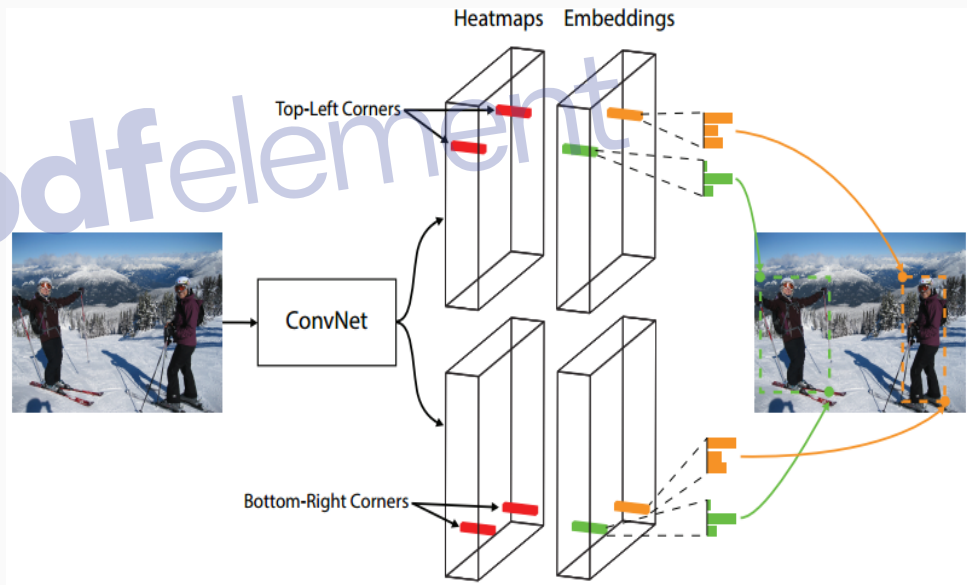 Heatmaps Embeddings
Top-Left Corners
pdfelement
ConvNet
Bottom-Right Corners